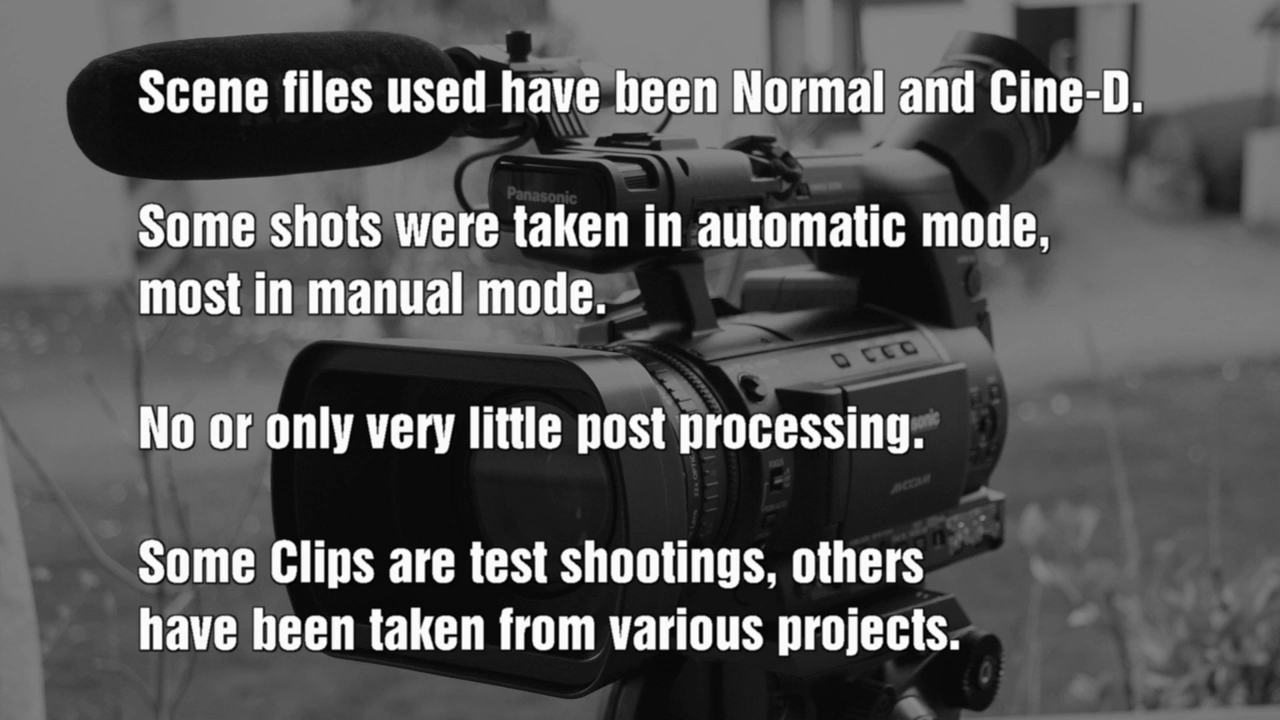 Scene files used have been Normal and Cine-D.
Panasonic
Some shots were taken in automatic mode,
most in manual mode.
No or only very little post processing.
AVCCAM
Some Clips are test shootings, others
have been taken from various projects.